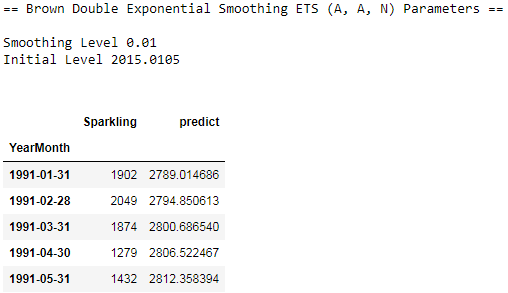 == Brown Double Exponential Smoothing ETS (A, A, N) Parameters ==
Smoothing Level 0.01
Initial Level 2015.0105
Sparkling predict
YearMonth
1991-01-31 1902 2789.014686
1991-02-28 2049 2794.850613
1991-03-31 1874 2800.686540
1991-04-30 1279 2806.522467
1991-05-31 1432 2812.358394